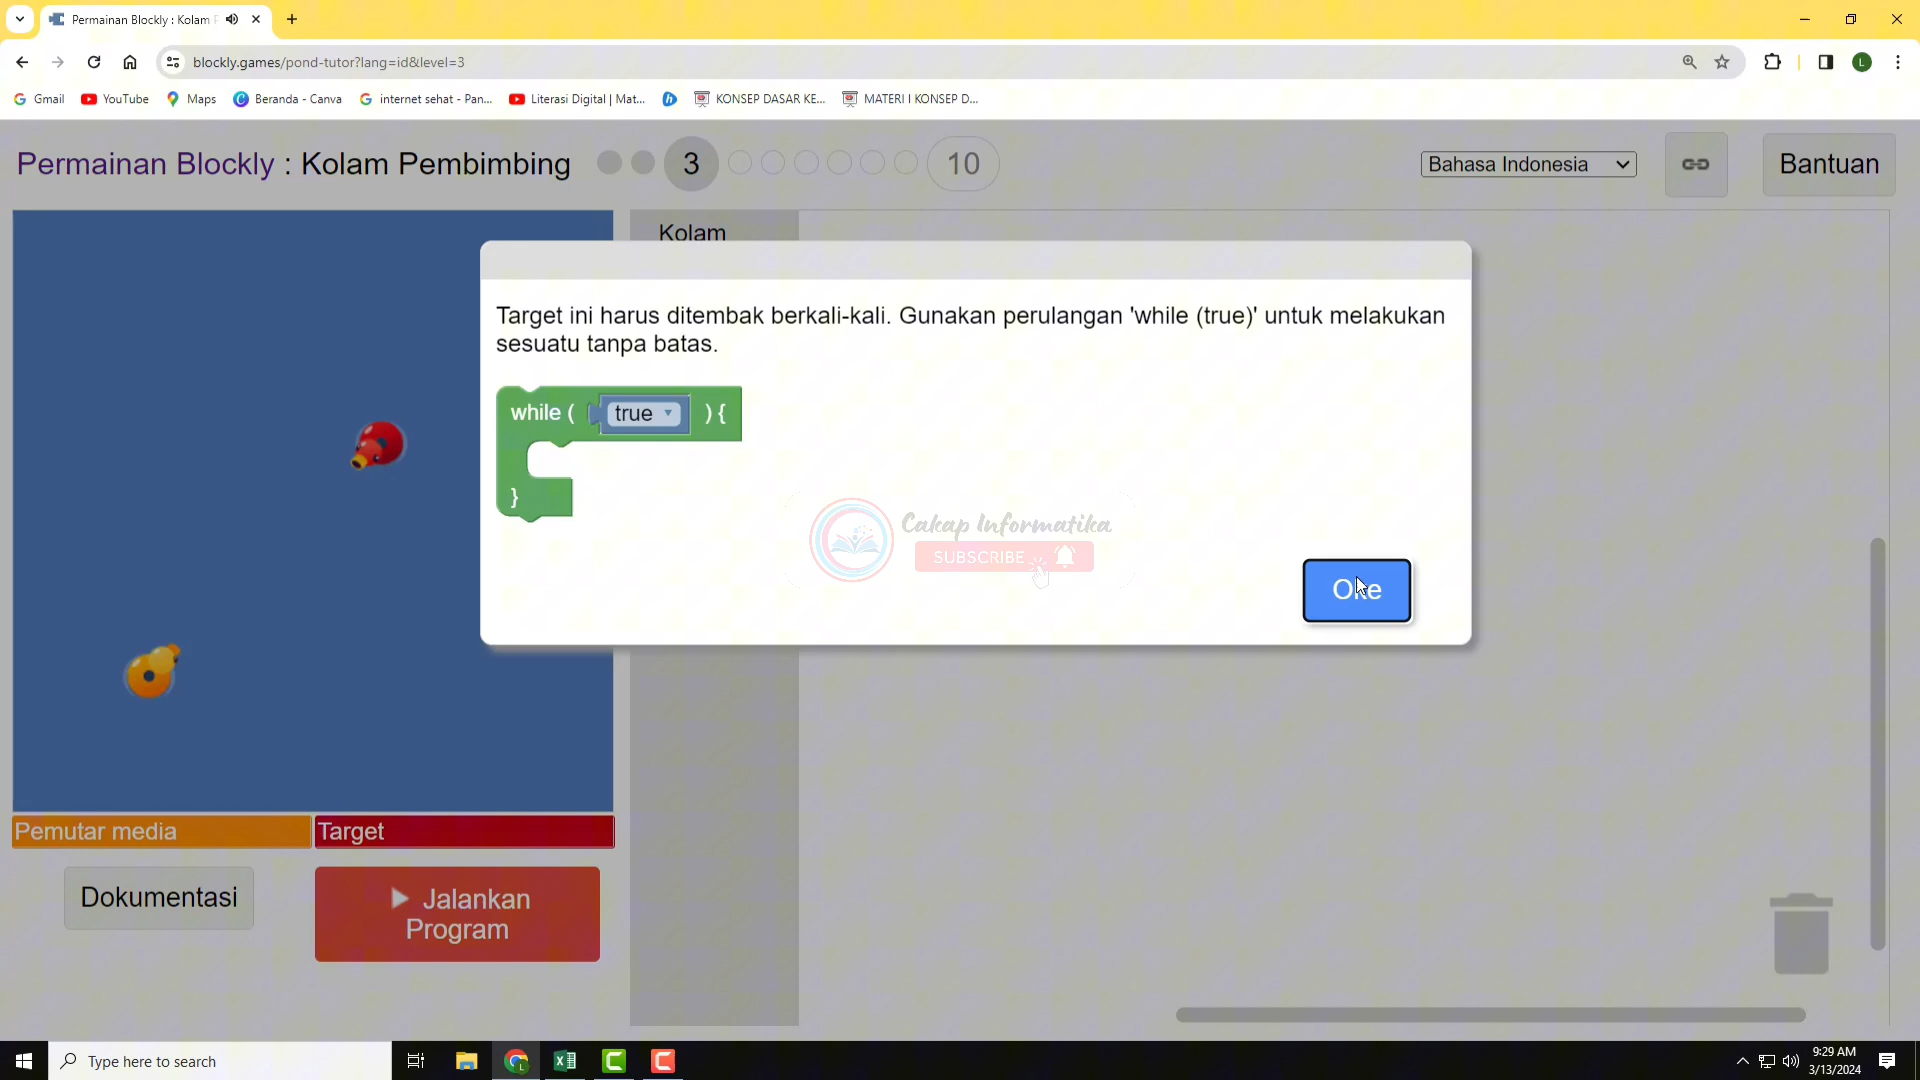 Permainan Blockly : Kolam P
blockly.games/pond-tutor?lang=id&level=3
Gmail
YouTube
Maps
Beranda - Canva
internet sehat - Pan...
Literasi Digital | Mat...
KONSEP DASAR KE...
MATERI I KONSEP D...
L
Permainan Blockly : Kolam Pembimbing
3
10
Bahasa Indonesia
Bantuan
Kolam
Target ini harus ditembak berkali-kali. Gunakan perulangan 'while (true)' untuk melakukan
sesuatu tanpa batas.
while ( true ) {
}
Cakap Informatika
SUBSCRIBE
Oke
Pemutar media
Target
Dokumentasi
Jalankan
Program
Type here to search
9:29 AM
3/13/2024